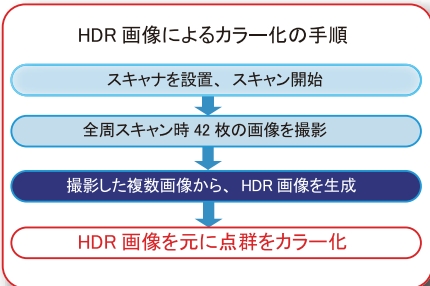 HDR 画像によるカラー化の手順
スキャナを設置、スキャン開始
全周スキャン時 42 枚の画像を撮影
撮影した複数画像から、HDR 画像を生成
HDR 画像を元に点群をカラー化